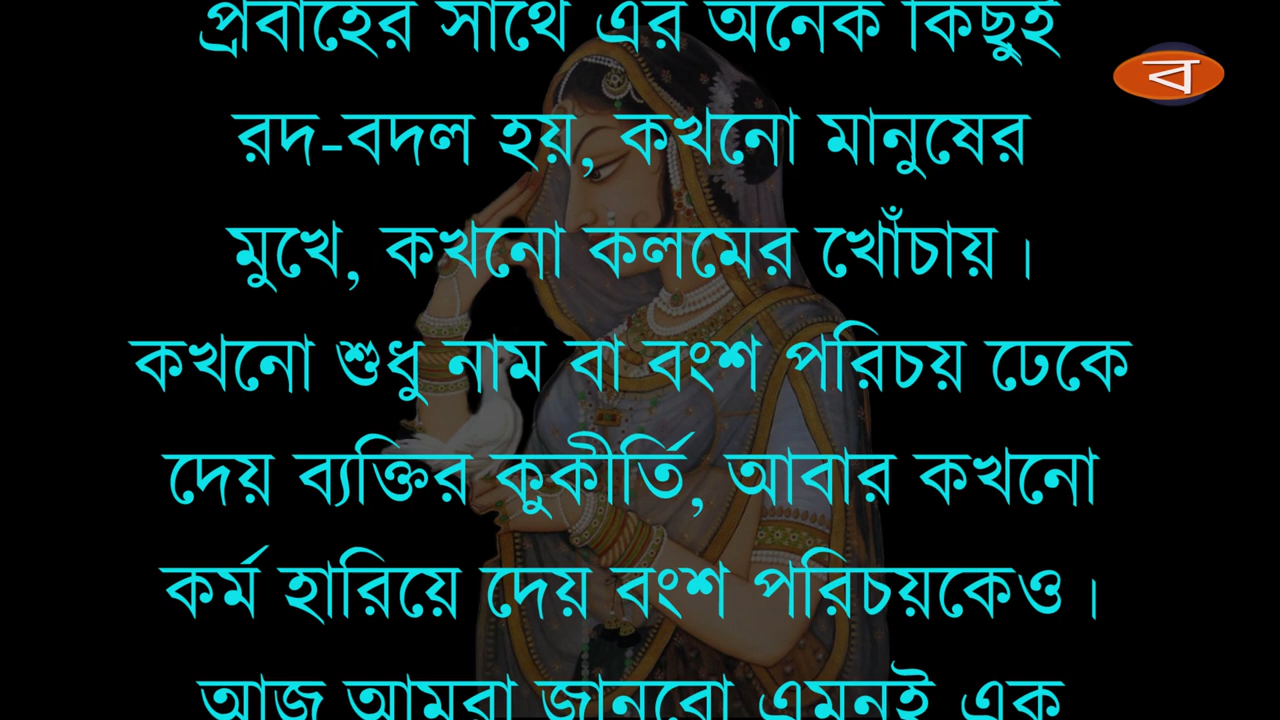 প্রবাহের সাথে এর অনেক কিছুই
ব
রদ-বদল হয়, কখনো মানুষের
মুখে, কখনো কলমের খোঁচায়।
কখনো শুধু নাম বা বংশ পরিচয় ঢেকে
দেয় ব্যক্তির কুকীর্তি, আবার কখনো
কর্ম হারিয়ে দেয় বংশ পরিচয়কেও।
আজ আমরা জানবো এমনই এক